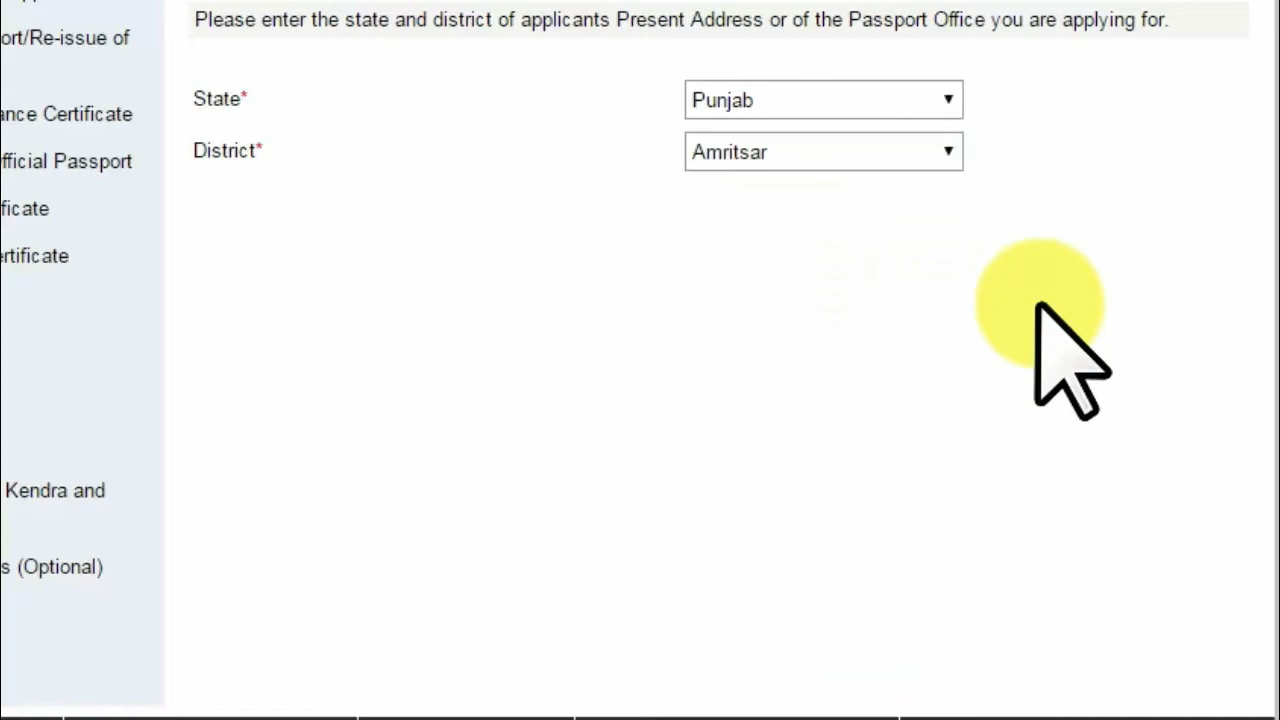 Please enter the state and district of applicants Present Address or of the Passport Office you are applying for.
ort/Re-issue of
State*
Punjab
ance Certificate
District*
Amritsar
fficial Passport
ficate
ertificate
Kendra and
s (Optional)